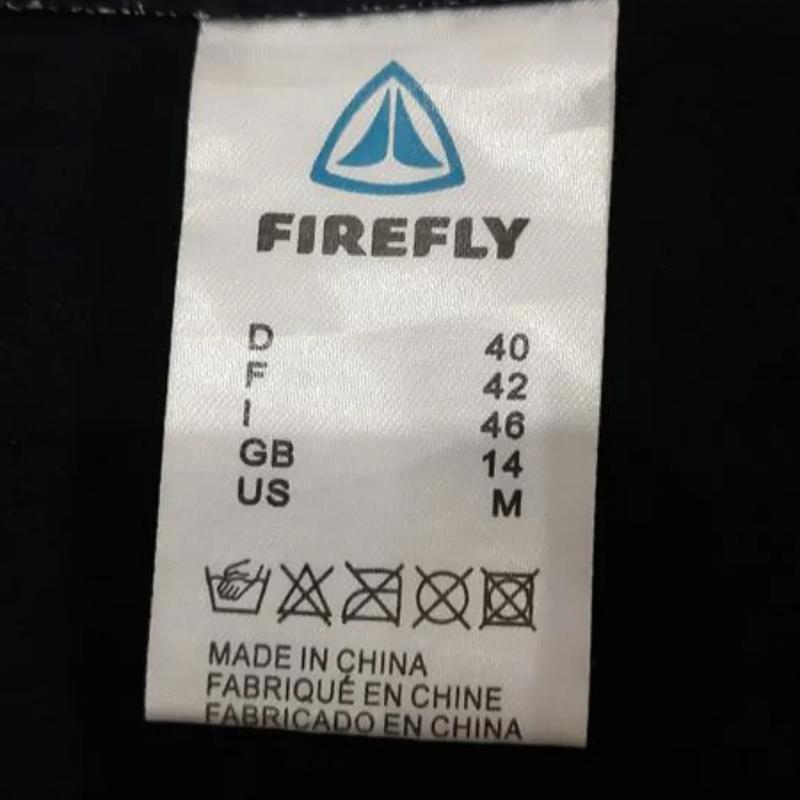 FIREFLY
D 40
F 42
I 46
GB 14
US M
MADE IN CHINA
FABRIQUÉ EN CHINE
FABRICADO EN CHINA